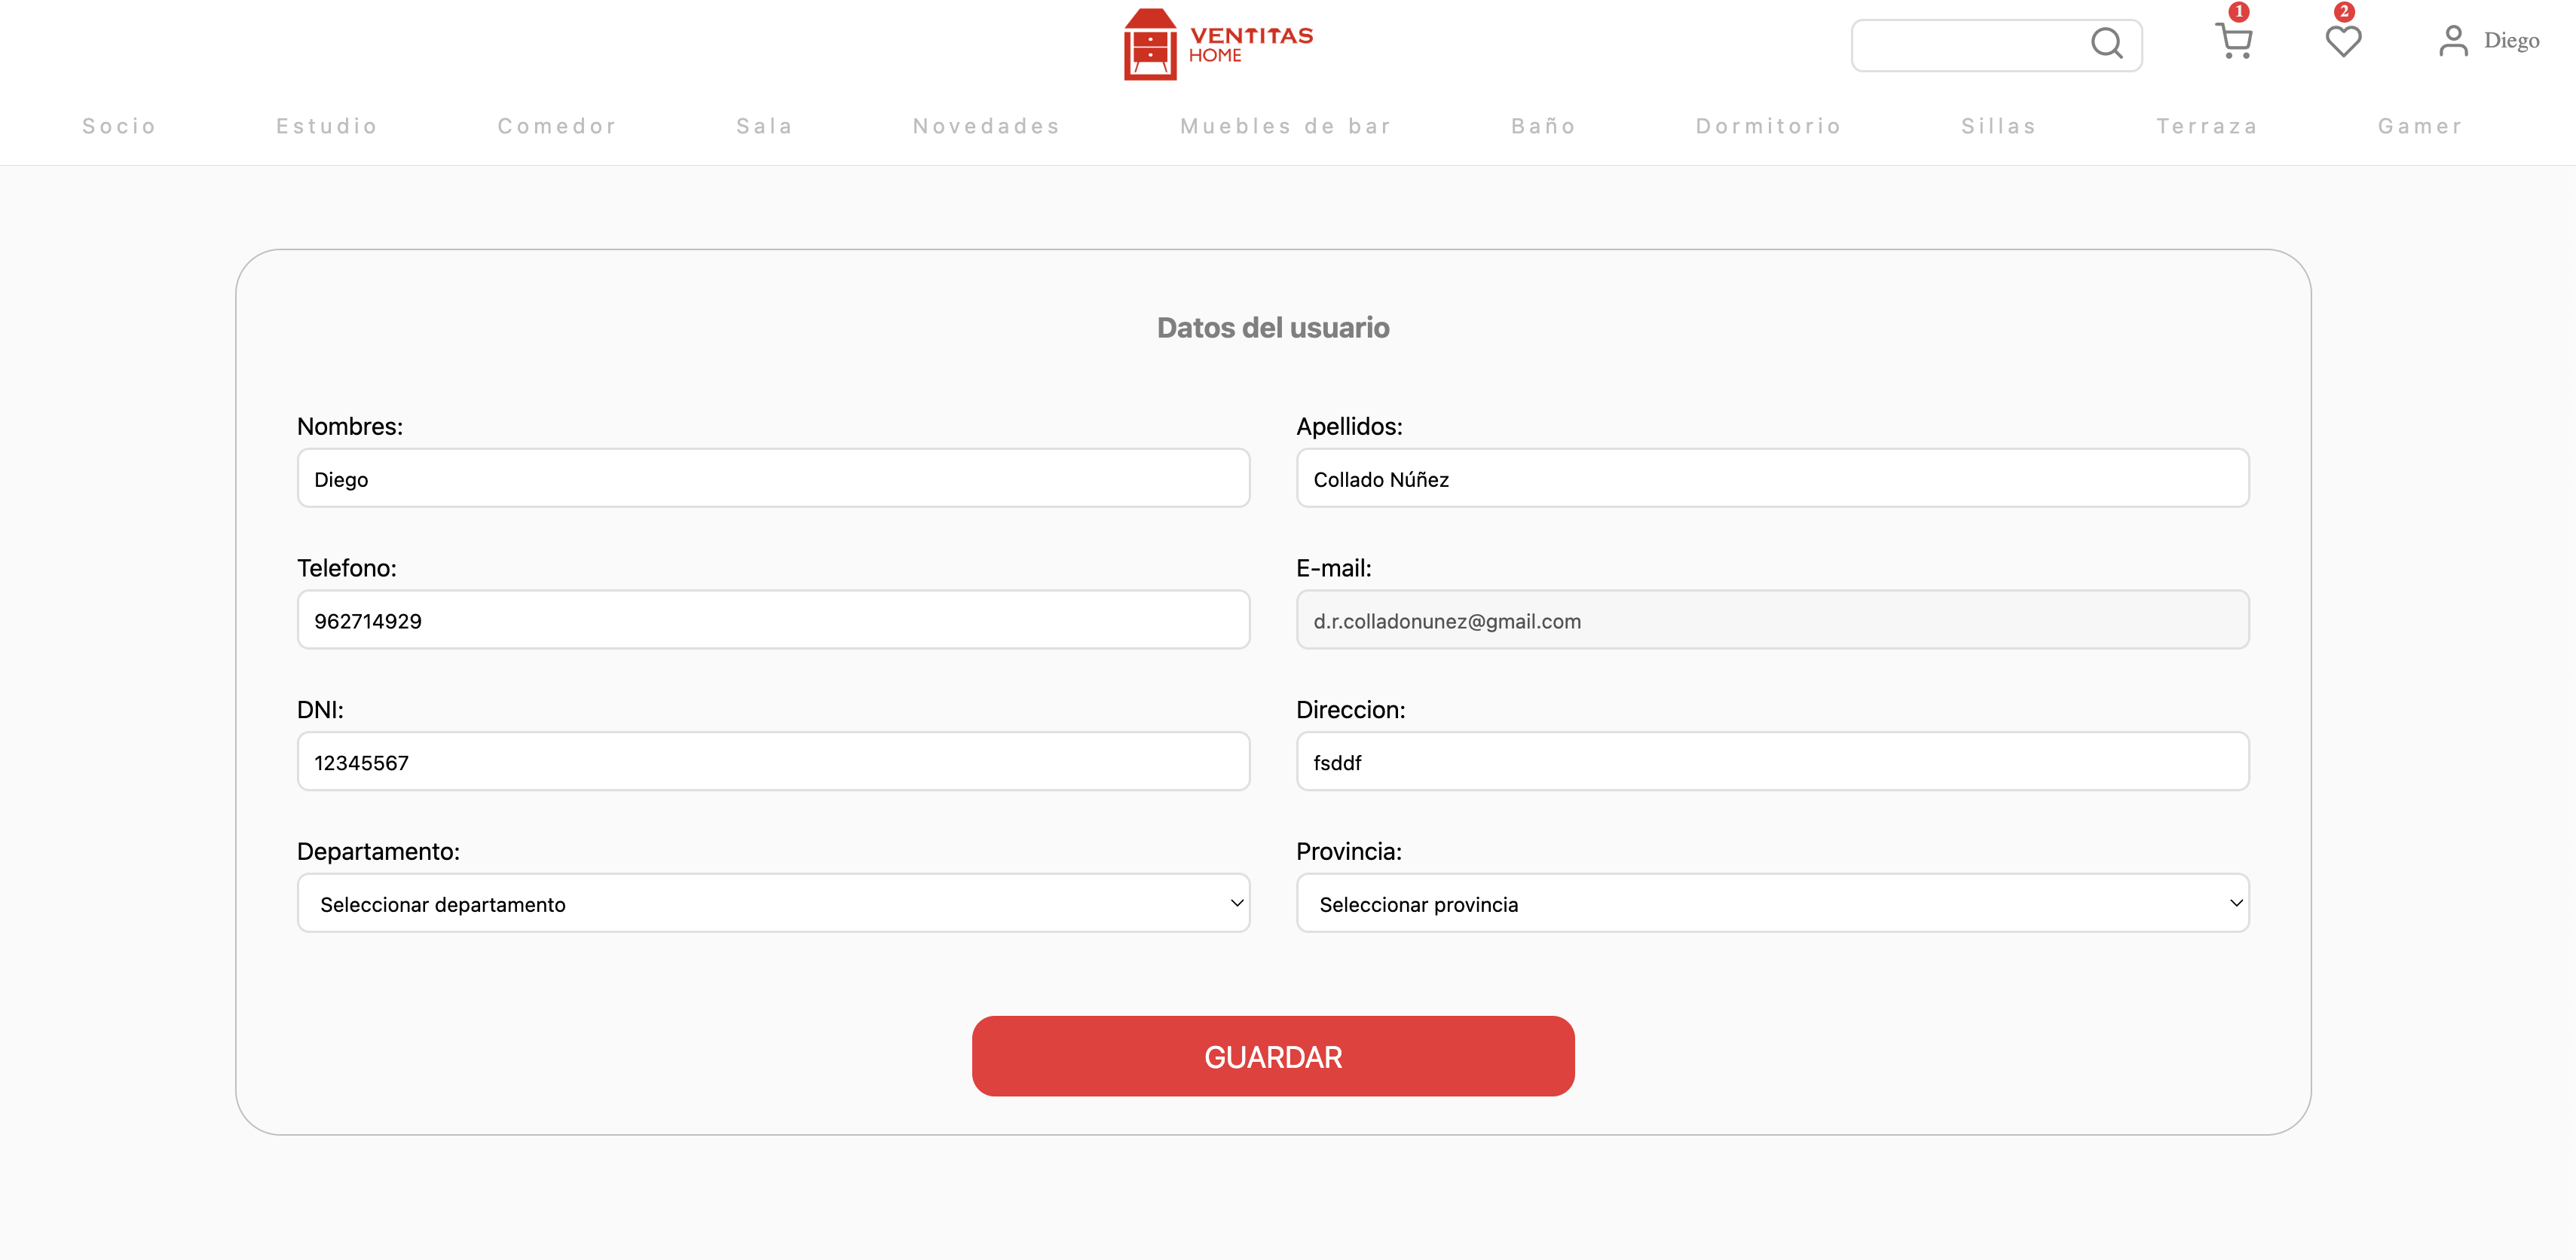 VENTITAS
HOME
1
2
Diego
Socio Estudio Comedor Sala Novedades Muebles de bar Baño Dormitorio Sillas Terraza Gamer
Datos del usuario
Nombres: Apellidos:
Diego Collado Núñez
Telefono: E-mail:
962714929 d.r.colladonunez@gmail.com
DNI: Direccion:
12345567 fsddf
Departamento: Provincia:
Seleccionar departamento Seleccionar provincia
GUARDAR